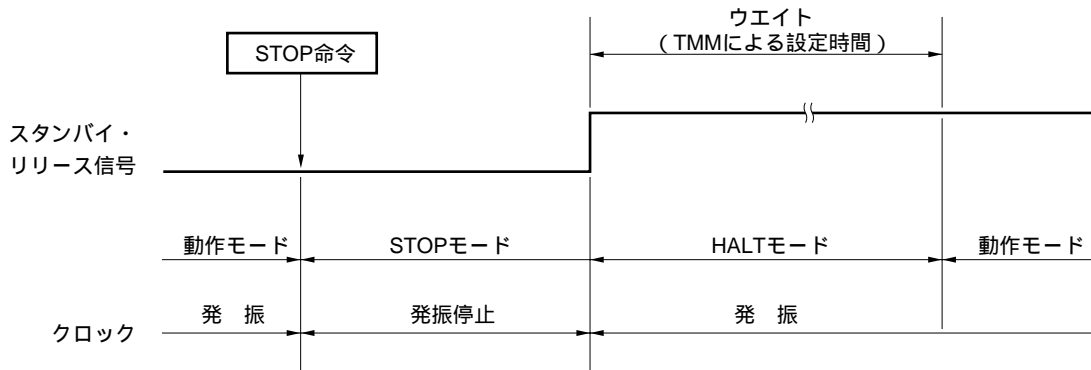 ウエイト
(TMMによる設定時間)
STOP命令
スタンバイ・
リリース信号
動作モード STOPモード HALTモード 動作モード
クロック 発 振 発振停止 発 振